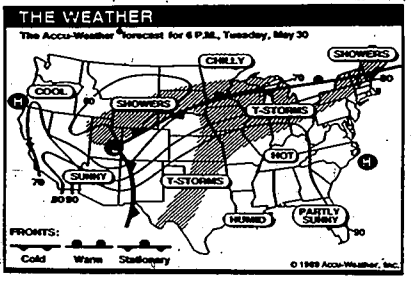 THE WEATHER
The Accu-Weather® forecast for 6 P.M., Tuesday, May 30
CHILLY
SHOWERS
70
80
COOL
H
80
SHOWERS
T-STORMS
HOT
H
SUNNY
T-STORMS
70
80 90
HUMID
PARTLY
SUNNY
90
FRONTS:
Cold Warm Stationary
© 1989 Accu-Weather, Inc.